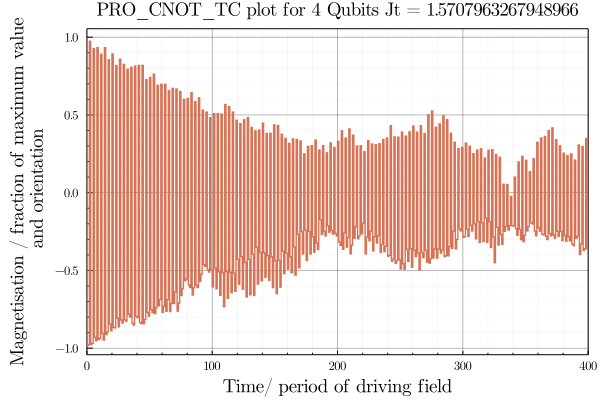 PRO_CNOT_TC plot for 4 Qubits Jt = 1.5707963267948966
Magnetisation / fraction of maximum value
and orientation
1.0
0.5
0.0
−0.5
−1.0
0 100 200 300 400
Time/ period of driving field